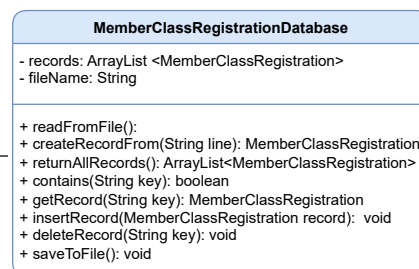 MemberClassRegistrationDatabase
- records: ArrayList <MemberClassRegistration>
- fileName: String
+ readFromFile():
+ createRecordFrom(String line): MemberClassRegistration
+ returnAllRecords(): ArrayList<MemberClassRegistration>
+ contains(String key): boolean
+ getRecord(String key): MemberClassRegistration
+ insertRecord(MemberClassRegistration record): void
+ deleteRecord(String key): void
+ saveToFile(): void